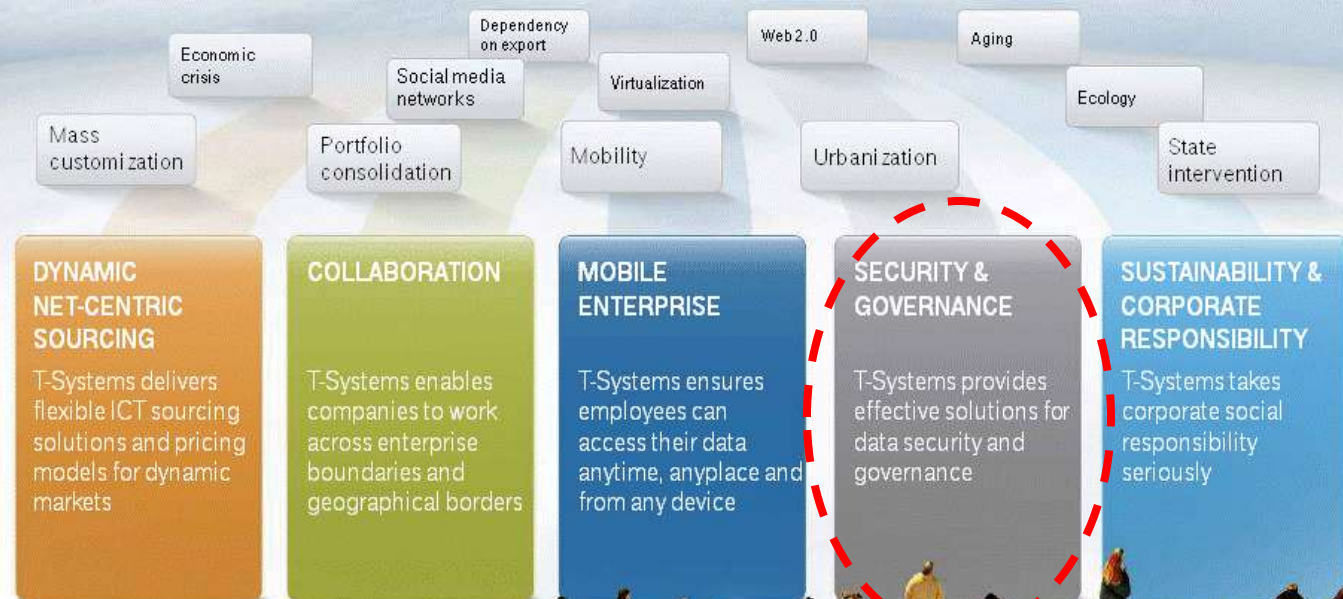 Dependency
on export
Web 2.0
Aging
Economic
crisis
Social media
networks
Virtualization
Ecology
Mass
customization
Portfolio
consolidation
Mobility
Urbanization
State
intervention
DYNAMIC
NET-CENTRIC
SOURCING
T-Systems delivers
flexible ICT sourcing
solutions and pricing
models for dynamic
markets
COLLABORATION
T-Systems enables
companies to work
across enterprise
boundaries and
geographical borders
MOBILE
ENTERPRISE
T-Systems ensures
employees can
access their data
anytime, anyplace and
from any device
SECURITY &
GOVERNANCE
T-Systems provides
effective solutions for
data security and
governance
SUSTAINABILITY &
CORPORATE
RESPONSIBILITY
T-Systems takes
corporate social
responsibility
seriously